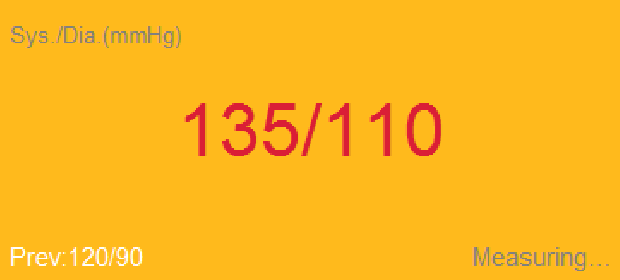 Sys./Dia.(mmHg)
135/110
Prev:120/90
Measuring...